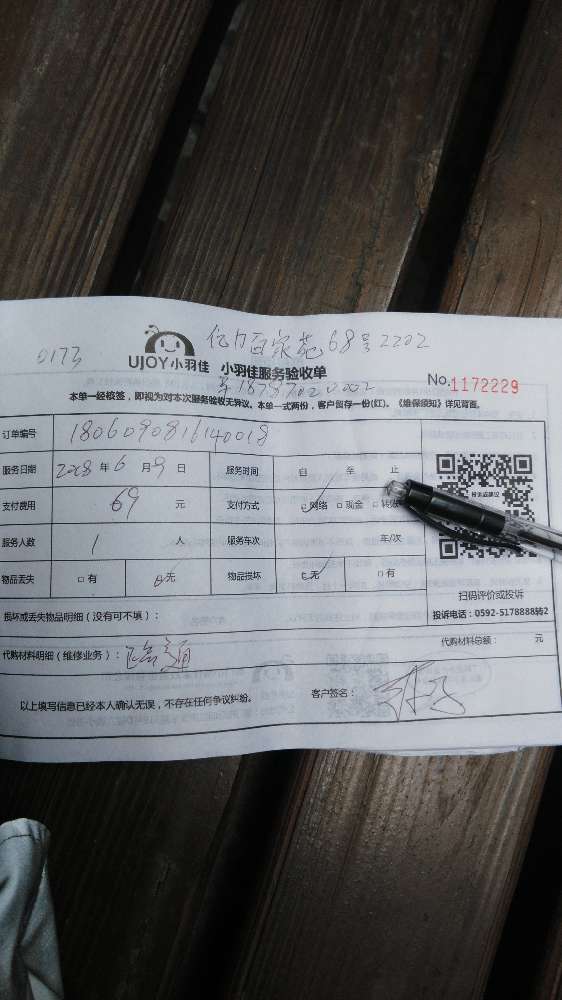 亿力百家苑68号2202
0173
UJOY小羽佳 小羽佳服务验收单
No.1172229
本单一经核签，即视为对本次服务验收无异议。本单一式两份，客户留存一份(红)。《维保须知》详见背面。
订单编号 1806090816140018
服务日期 2018年6月9日 服务时间 自 至 止
支付费用 69 元 支付方式 网络 现金 转账
服务人数 1 人 服务车次 车/次
物品丢失 有 无 物品损坏 无 有
扫码评价或投诉
投诉电话：0592-5178888转2
损坏或丢失物品明细（没有可不填）：
代购材料总额： 元
代购材料明细（维修业务）：
以上填写信息已经本人确认无误，不存在任何争议纠纷。 客户签名：